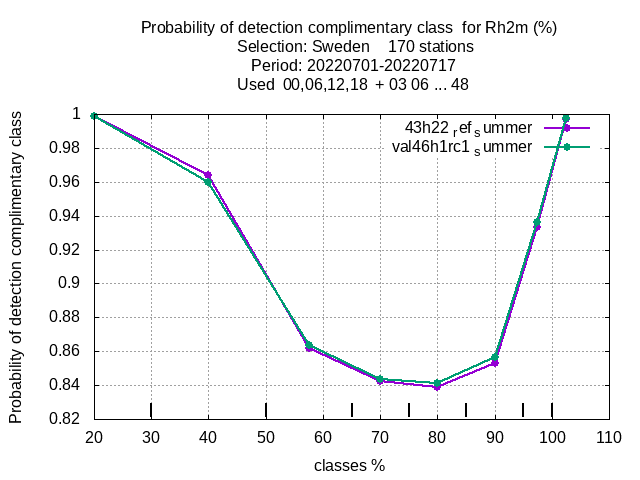 Probability of detection complimentary class for Rh2m (%)
Selection: Sweden 170 stations
Period: 20220701-20220717
Used 00,06,12,18 + 03 06 ... 48
43h22 ref summer
val46h1rc1 summer
Probability of detection complimentary class
1
0.98
0.96
0.94
0.92
0.9
0.88
0.86
0.84
0.82
20 30 40 50 60 70 80 90 100 110
classes %